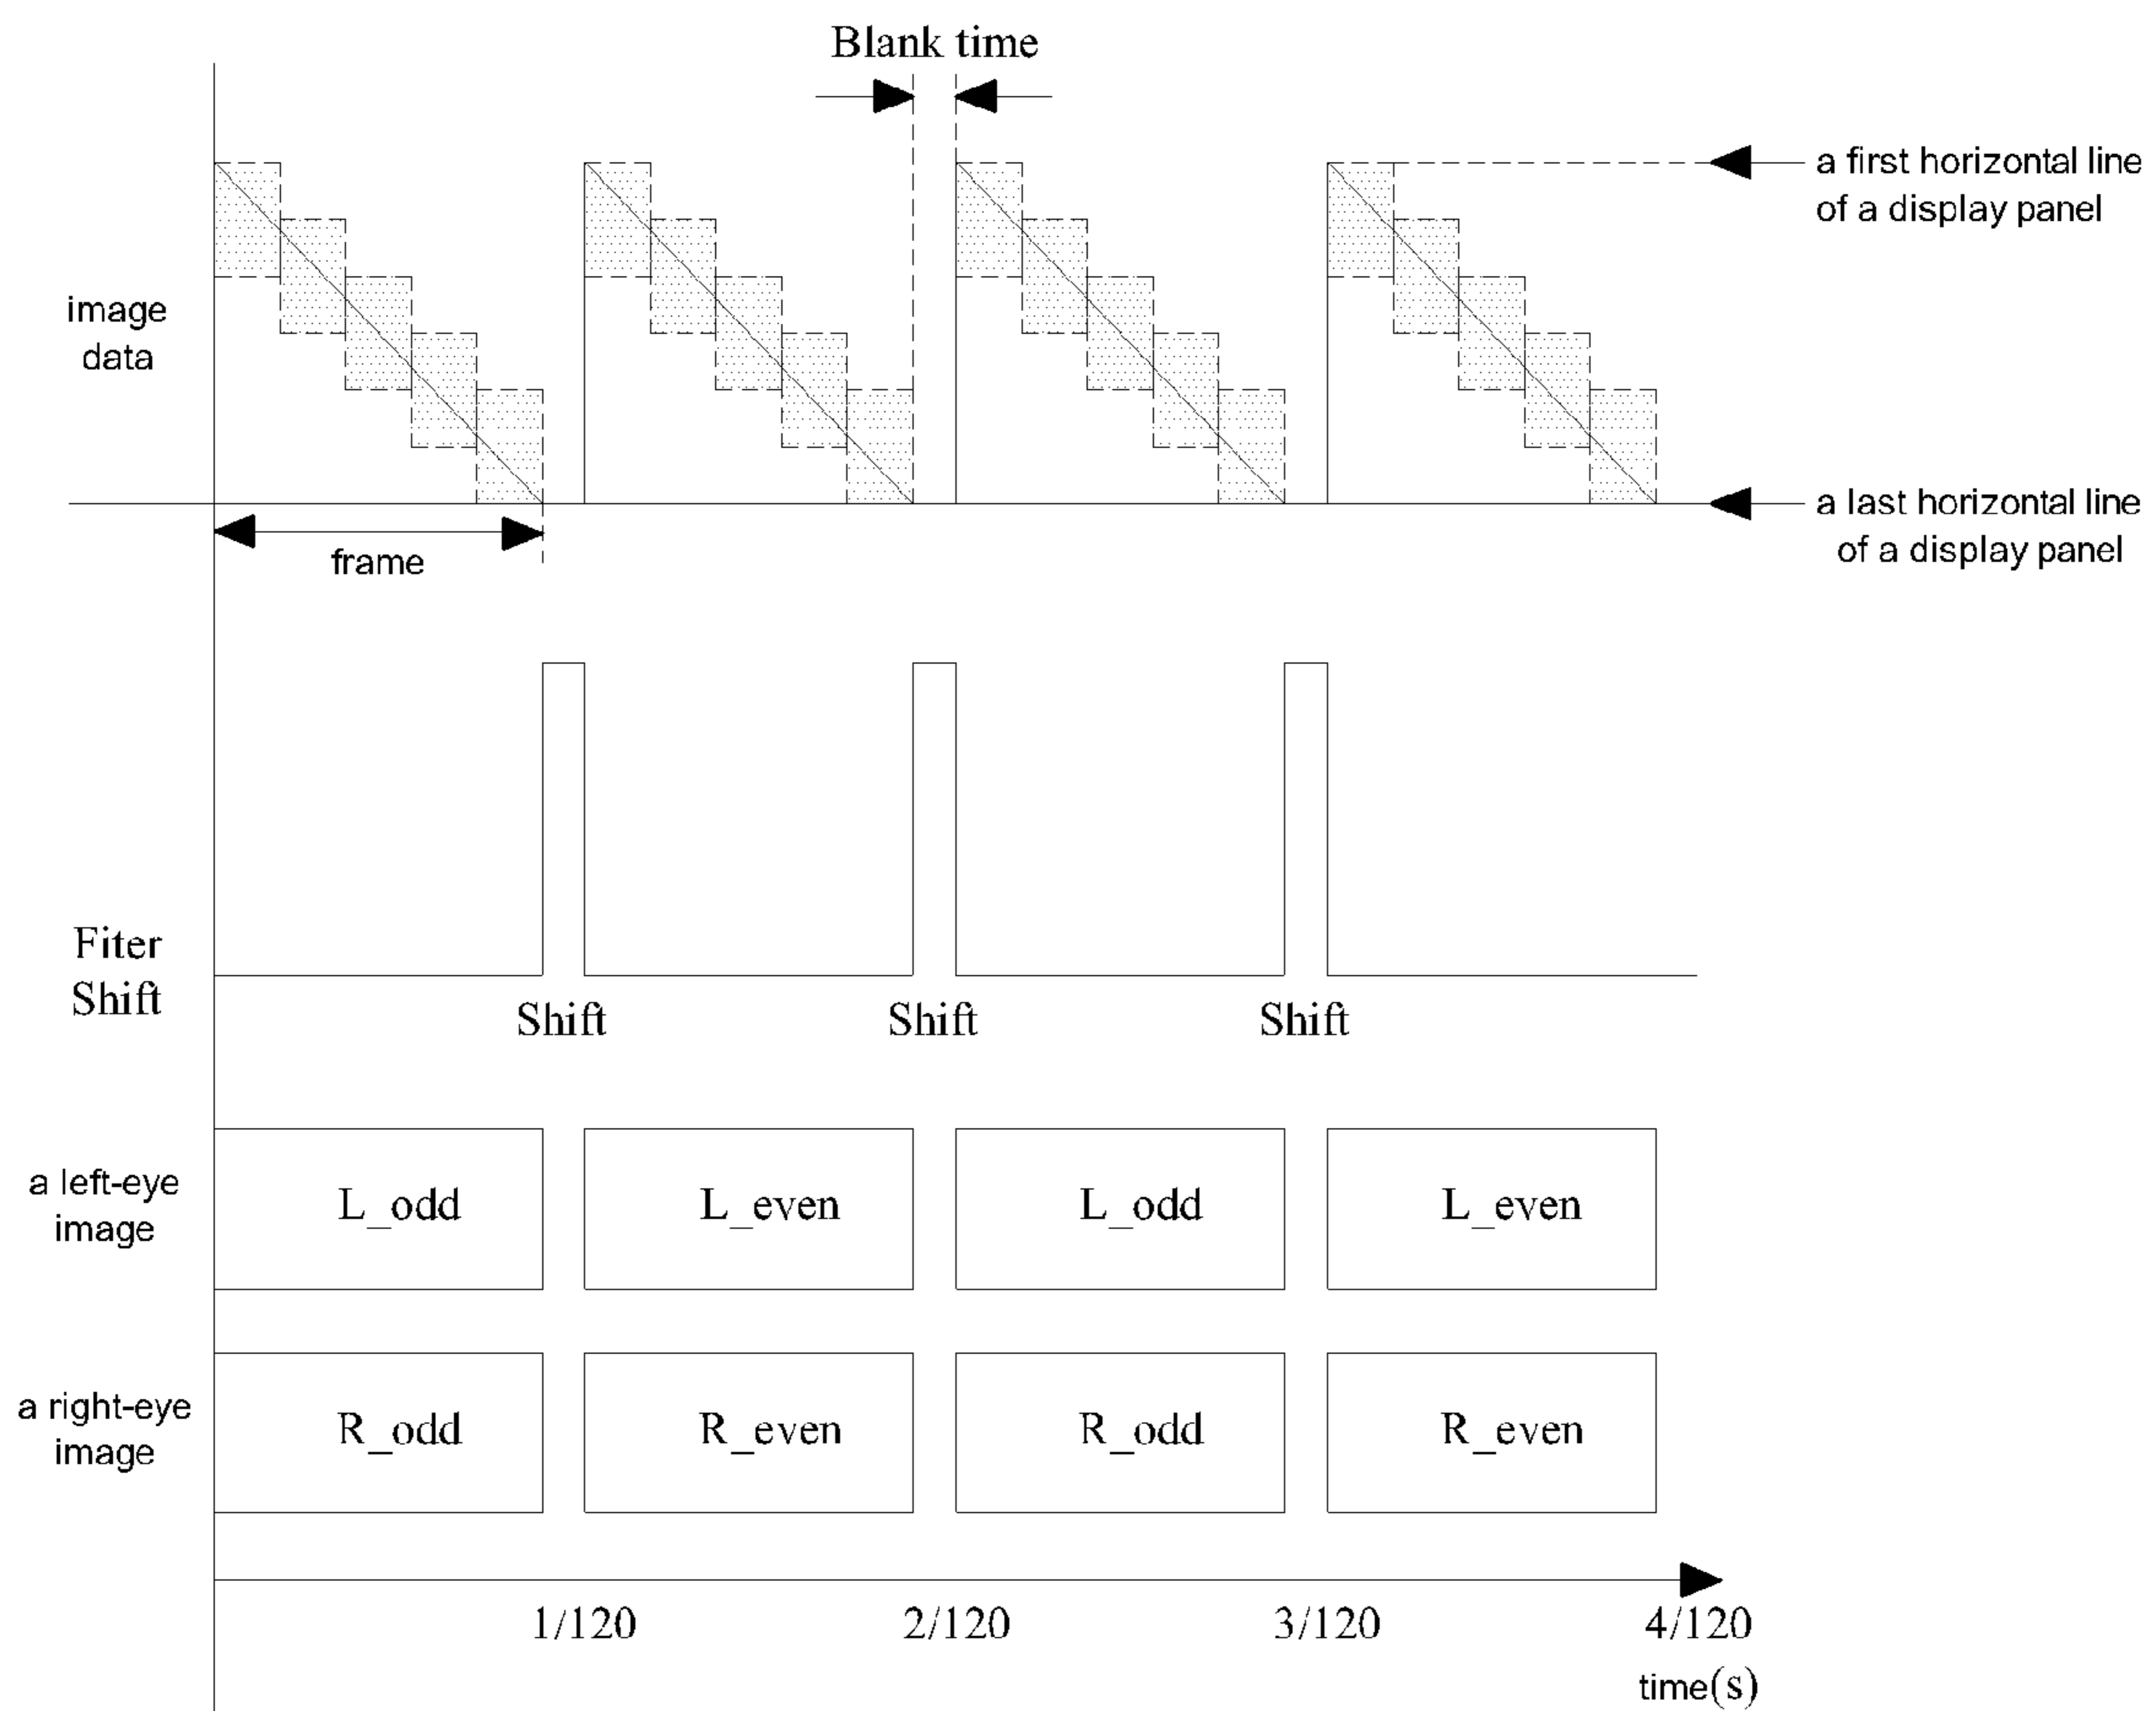 Blank time
a first horizontal line
of a display panel
image
data
a last horizontal line
of a display panel
frame
Fiter
Shift
Shift
Shift
Shift
a left-eye
image
L_odd
L_even
L_odd
L_even
a right-eye
image
R_odd
R_even
R_odd
R_even
1/120
2/120
3/120
4/120
time(s)